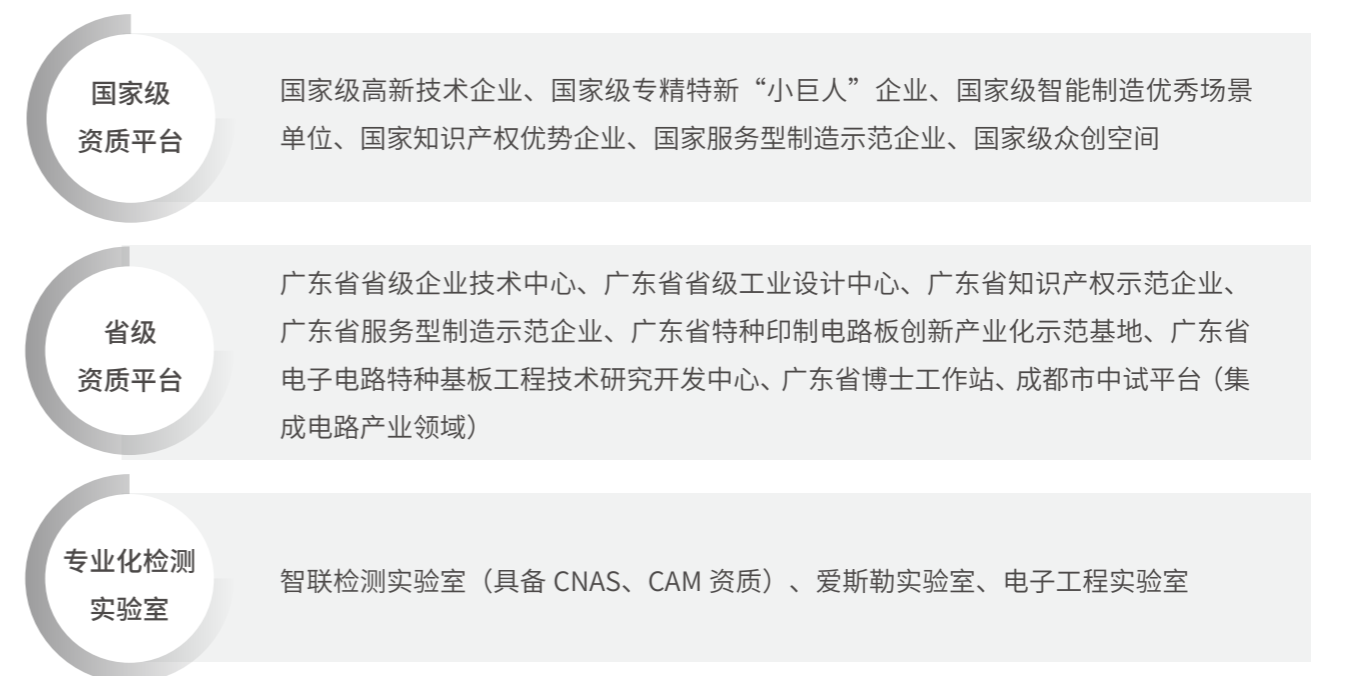 国家级
资质平台
国家级高新技术企业、国家级专精特新“小巨人”企业、国家级智能制造优秀场景
单位、国家知识产权优势企业、国家服务型制造示范企业、国家级众创空间
省级
资质平台
广东省省级企业技术中心、广东省省级工业设计中心、广东省知识产权示范企业、
广东省服务型制造示范企业、广东省特种印制电路板创新产业化示范基地、广东省
电子电路特种基板工程技术研究开发中心、广东省博士工作站、成都市中试平台（集
成电路产业领域）
专业化检测
实验室
智联检测实验室（具备 CNAS、CAM 资质）、爱斯勒实验室、电子工程实验室